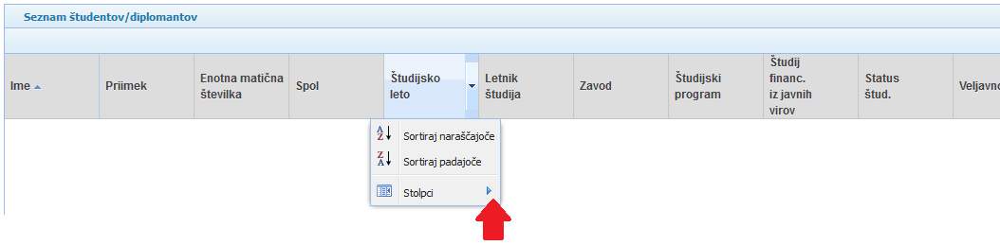 Seznam študentov/diplomantov
Ime
Priimek
Enotna matična
številka
Spol
Študijsko
leto
Letnik
študija
Zavod
Študijski
program
Študij
financ.
iz javnih
virov
Status
štud.
Veljavno
Sortiraj naraščajoče
Sortiraj padajoče
Stolpci